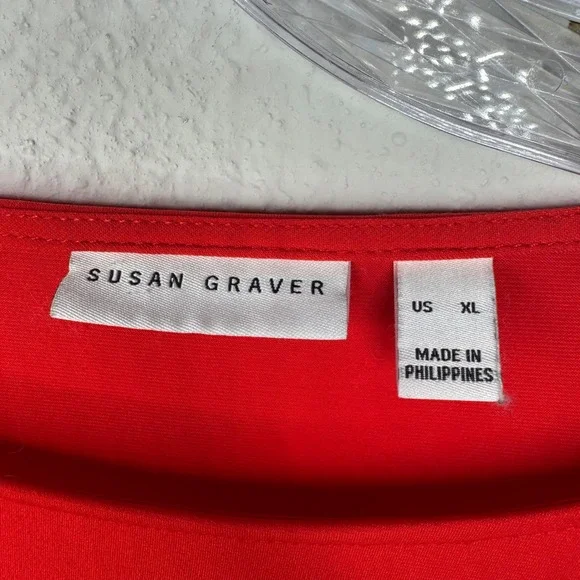 SUSAN GRAVER
US XL
MADE IN
PHILIPPINES